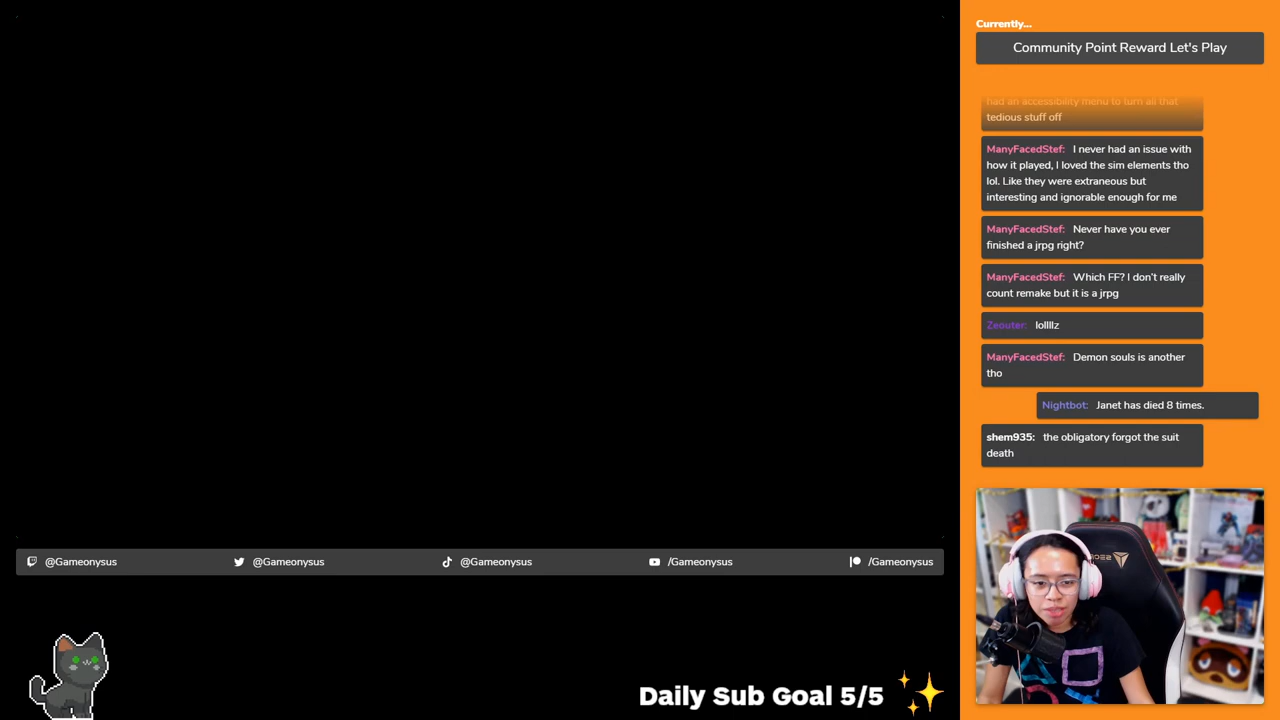 Currently...
Community Point Reward Let's Play
had an accessibility menu to turn all that
tedious stuff off
ManyFacedStef: I never had an issue with
how it played, I loved the sim elements tho
lol. Like they were extraneous but
interesting and ignorable enough for me
ManyFacedStef: Never have you ever
finished a jrpg right?
ManyFacedStef: Which FF? I don't really
count remake but it is a jrpg
Zeouter: lollllz
ManyFacedStef: Demon souls is another
tho
Nightbot: Janet has died 8 times.
shem935: the obligatory forgot the suit
death
@Gameonysus @Gameonysus @Gameonysus /Gameonysus /Gameonysus
Daily Sub Goal 5/5